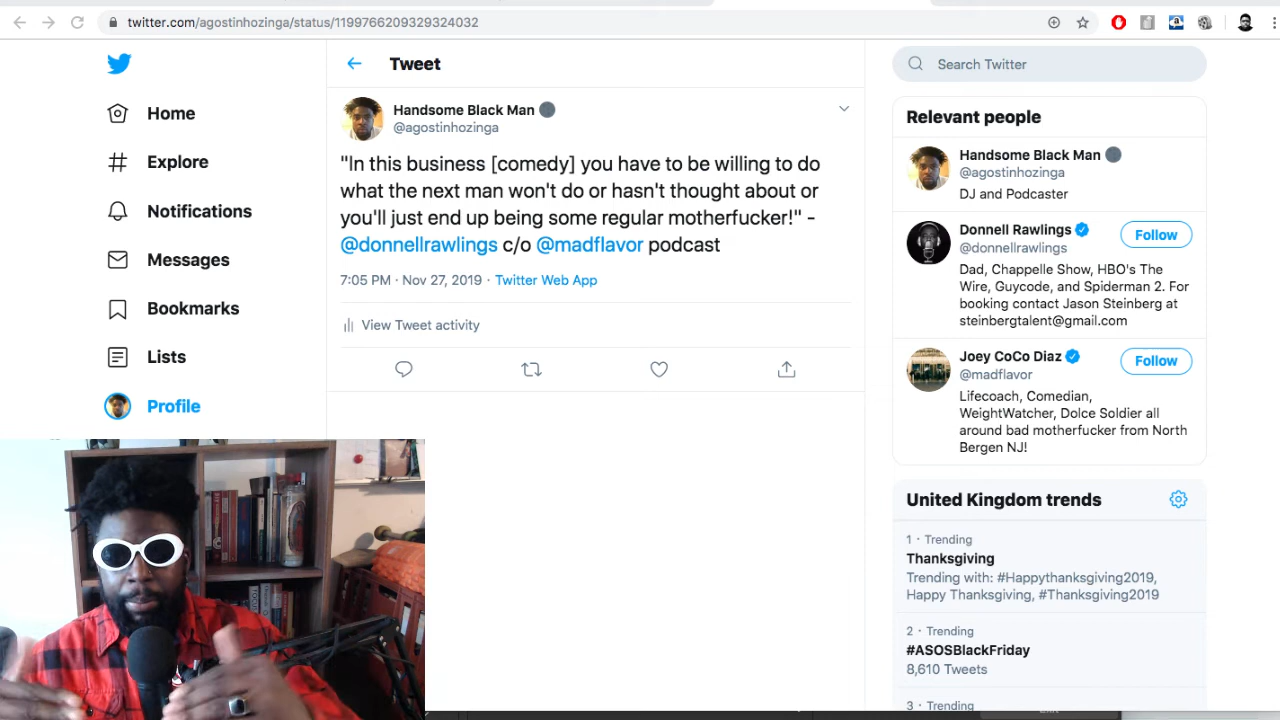 twitter.com/agostinhozinga/status/1199766209329324032
Home
Explore
Notifications
Messages
Bookmarks
Lists
Profile
Tweet
Handsome Black Man
@agostinhozinga
"In this business [comedy] you have to be willing to do
what the next man won't do or hasn't thought about or
you'll just end up being some regular motherfucker!" -
@donnellrawlings c/o @madflavor podcast
7:05 PM · Nov 27, 2019 · Twitter Web App
View Tweet activity
Search Twitter
Relevant people
Handsome Black Man
@agostinhozinga
DJ and Podcaster
Donnell Rawlings
@donnellrawlings
Follow
Dad, Chappelle Show, HBO's The
Wire, Guycode, and Spiderman 2. For
booking contact Jason Steinberg at
steinbergtalent@gmail.com
Joey CoCo Diaz
@madflavor
Follow
Lifecoach, Comedian,
WeightWatcher, Dolce Soldier all
around bad motherfucker from North
Bergen NJ!
United Kingdom trends
1 · Trending
Thanksgiving
Trending with: #Happythanksgiving2019,
Happy Thanksgiving, #Thanksgiving2019
2 · Trending
#ASOSBlackFriday
8,610 Tweets
3 · Trending